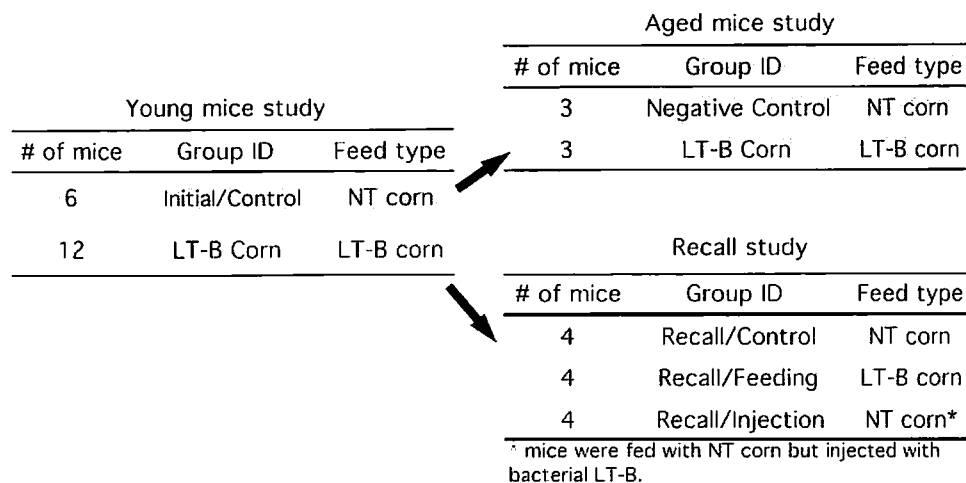 Young mice study
# of mice Group ID Feed type
6 Initial/Control NT corn
12 LT-B Corn LT-B corn
Aged mice study
# of mice Group ID Feed type
3 Negative Control NT corn
3 LT-B Corn LT-B corn
Recall study
# of mice Group ID Feed type
4 Recall/Control NT corn
4 Recall/Feeding LT-B corn
4 Recall/Injection NT corn*
* mice were fed with NT corn but injected with
bacterial LT-B.